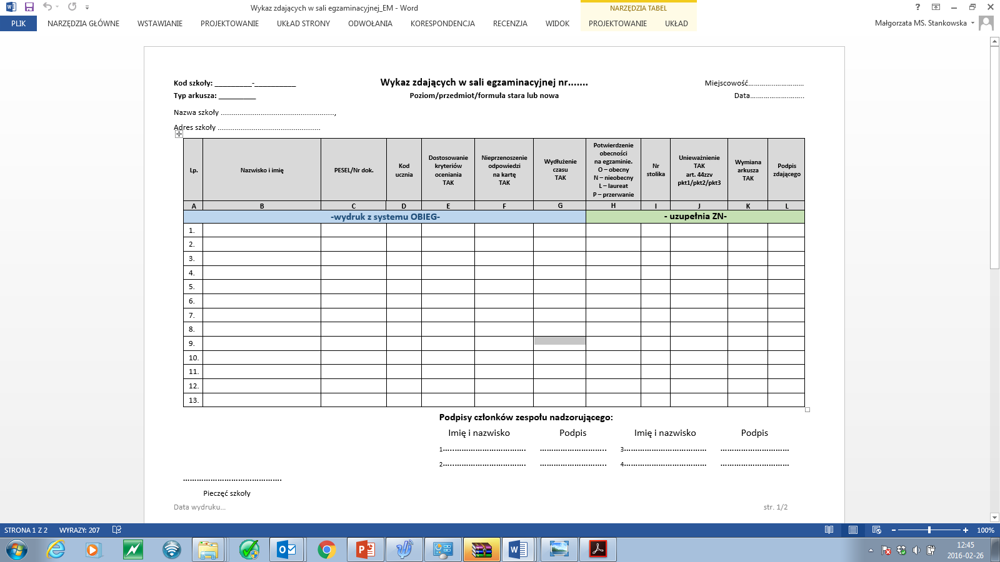 Wykaz zdających w sali egzaminacyjnej_EM - Word
NARZĘDZIA TABEL
PLIK NARZĘDZIA GŁÓWNE WSTAWIANIE PROJEKTOWANIE UKŁAD STRONY ODWOŁANIA KORESPONDENCJA RECENZJA WIDOK PROJEKTOWANIE UKŁAD
Małgorzata MS. Stankowska
Kod szkoły: _________-__________ Wykaz zdających w sali egzaminacyjnej nr....... Miejscowość...........................
Typ arkusza: _________ Poziom/przedmiot/formuła stara lub nowa Data..........................
Nazwa szkoły ......................................................,
Adres szkoły .................................................
Lp.
Nazwisko i imię
PESEL/Nr dok.
Kod
ucznia
Dostosowanie
kryteriów
oceniania
TAK
Nieprzenoszenie
odpowiedzi
na kartę
TAK
Wydłużenie
czasu
TAK
Potwierdzenie
obecności
na egzaminie.
O – obecny
N – nieobecny
L – laureat
P – przerwanie
Nr
stolika
Unieważnienie
TAK
art. 44zzv
pkt1/pkt2/pkt3
Wymiana
arkusza
TAK
Podpis
zdającego
A B C D E F G H I J K L
-wydruk z systemu OBIEG- - uzupełnia ZN-
1.
2.
3.
4.
5.
6.
7.
8.
9.
10.
11.
12.
13.
Podpisy członków zespołu nadzorującego:
Imię i nazwisko Podpis Imię i nazwisko Podpis
1.................................... ............................. 3.................................... ..............................
2.................................... ............................. 4.................................... ..............................
...........................................
Pieczęć szkoły
Data wydruku... str. 1/2
STRONA 1 Z 2 WYRAZY: 207 100%
12:45
2016-02-26